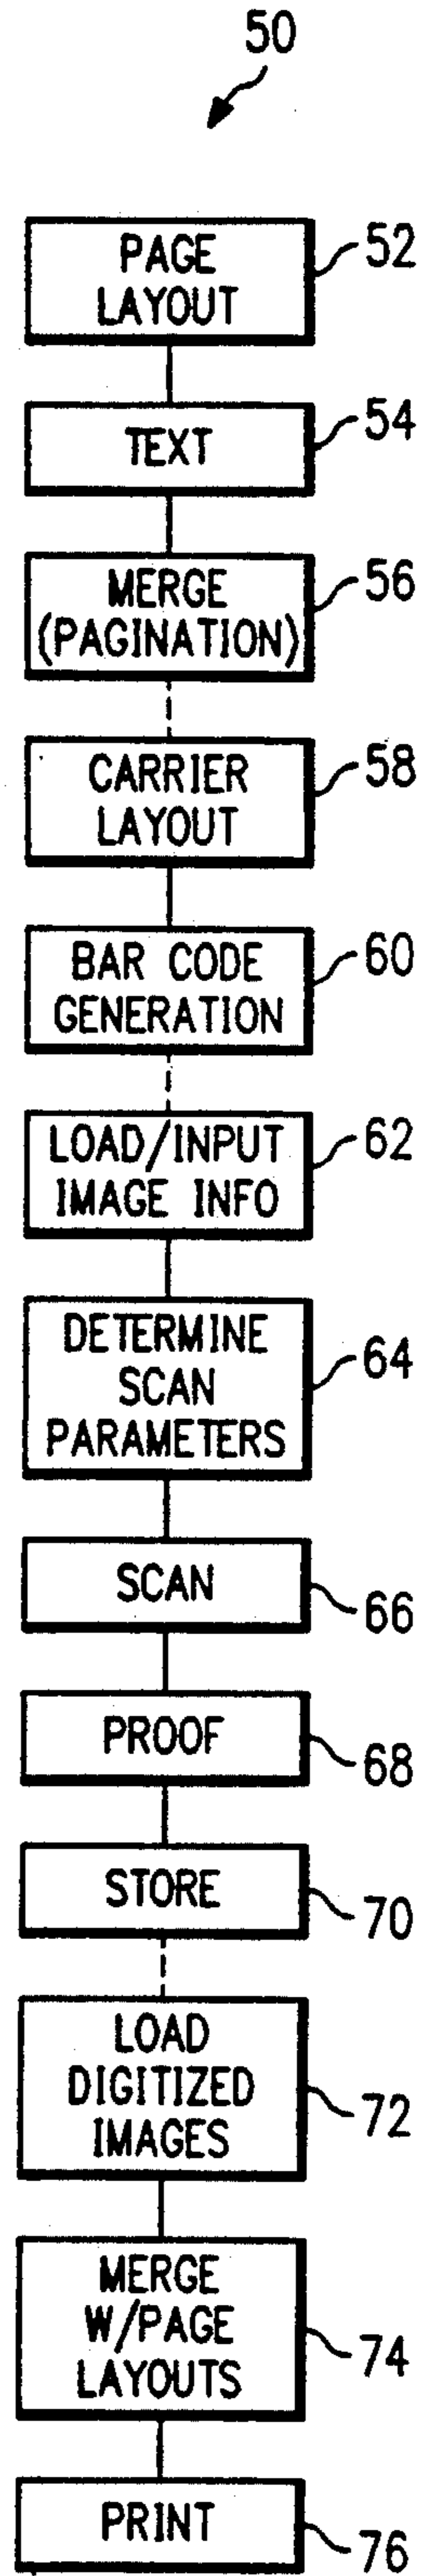 50
PAGE
LAYOUT
52
TEXT
54
MERGE
(PAGINATION)
56
CARRIER
LAYOUT
58
BAR CODE
GENERATION
60
LOAD/INPUT
IMAGE INFO
62
DETERMINE
SCAN
PARAMETERS
64
SCAN
66
PROOF
68
STORE
70
LOAD
DIGITIZED
IMAGES
72
MERGE
W/PAGE
LAYOUTS
74
PRINT
76